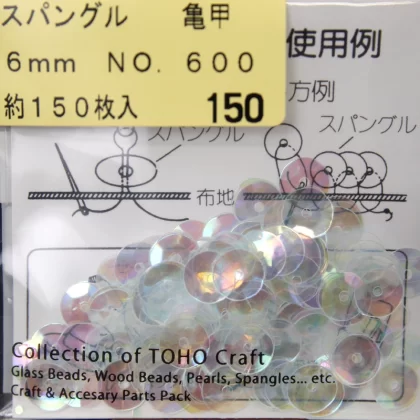 スパングル 亀甲
6mm NO. 600
約150枚入 150
使用例
方例
スパングル
スパングル
布地
Collection of TOHO Craft
Glass Beads, Wood Beads, Pearls, Spangles... etc.
Craft & Accesary Parts Pack